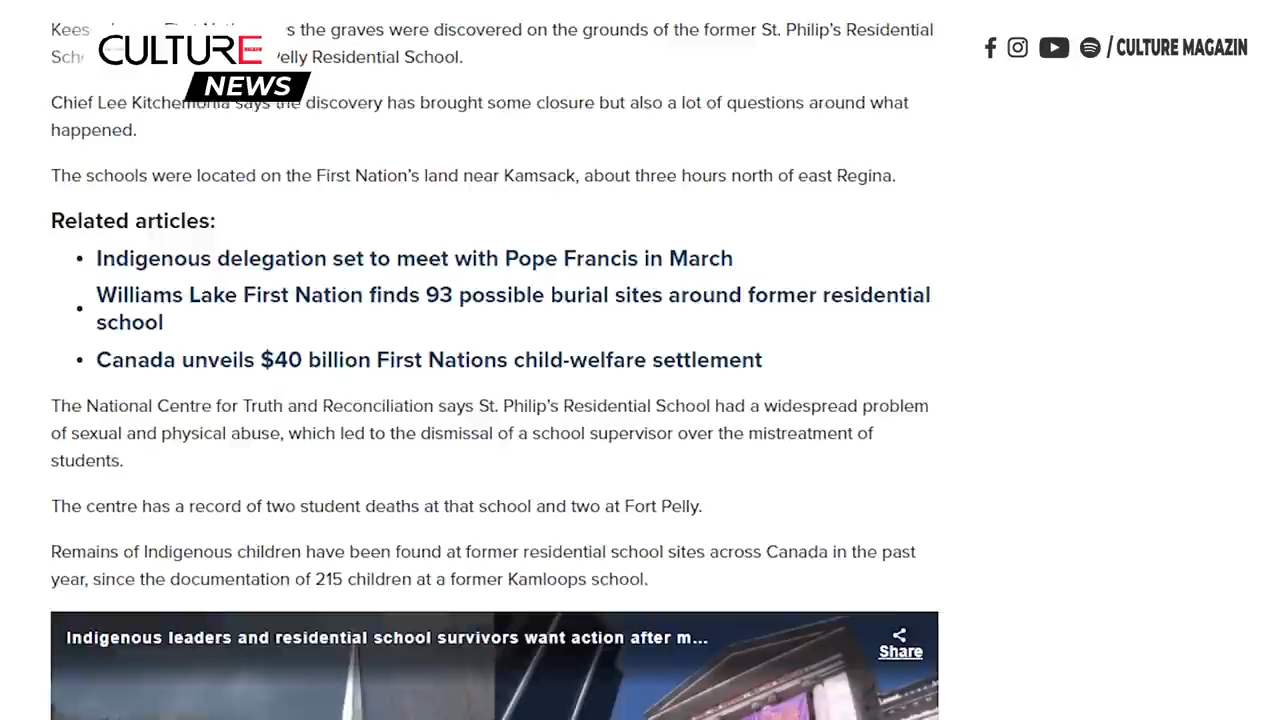 Kees s the graves were discovered on the grounds of the former St. Philip's Residential
CULTURE
Pelly Residential School.
NEWS
/ CULTURE MAGAZIN
Chief Lee Kitchemonia says the discovery has brought some closure but also a lot of questions around what
happened.
The schools were located on the First Nation's land near Kamsack, about three hours north of east Regina.
Related articles:
• Indigenous delegation set to meet with Pope Francis in March
• Williams Lake First Nation finds 93 possible burial sites around former residential
school
• Canada unveils $40 billion First Nations child-welfare settlement
The National Centre for Truth and Reconciliation says St. Philip's Residential School had a widespread problem
of sexual and physical abuse, which led to the dismissal of a school supervisor over the mistreatment of
students.
The centre has a record of two student deaths at that school and two at Fort Pelly.
Remains of Indigenous children have been found at former residential school sites across Canada in the past
year, since the documentation of 215 children at a former Kamloops school.
Indigenous leaders and residential school survivors want action after m...
Share